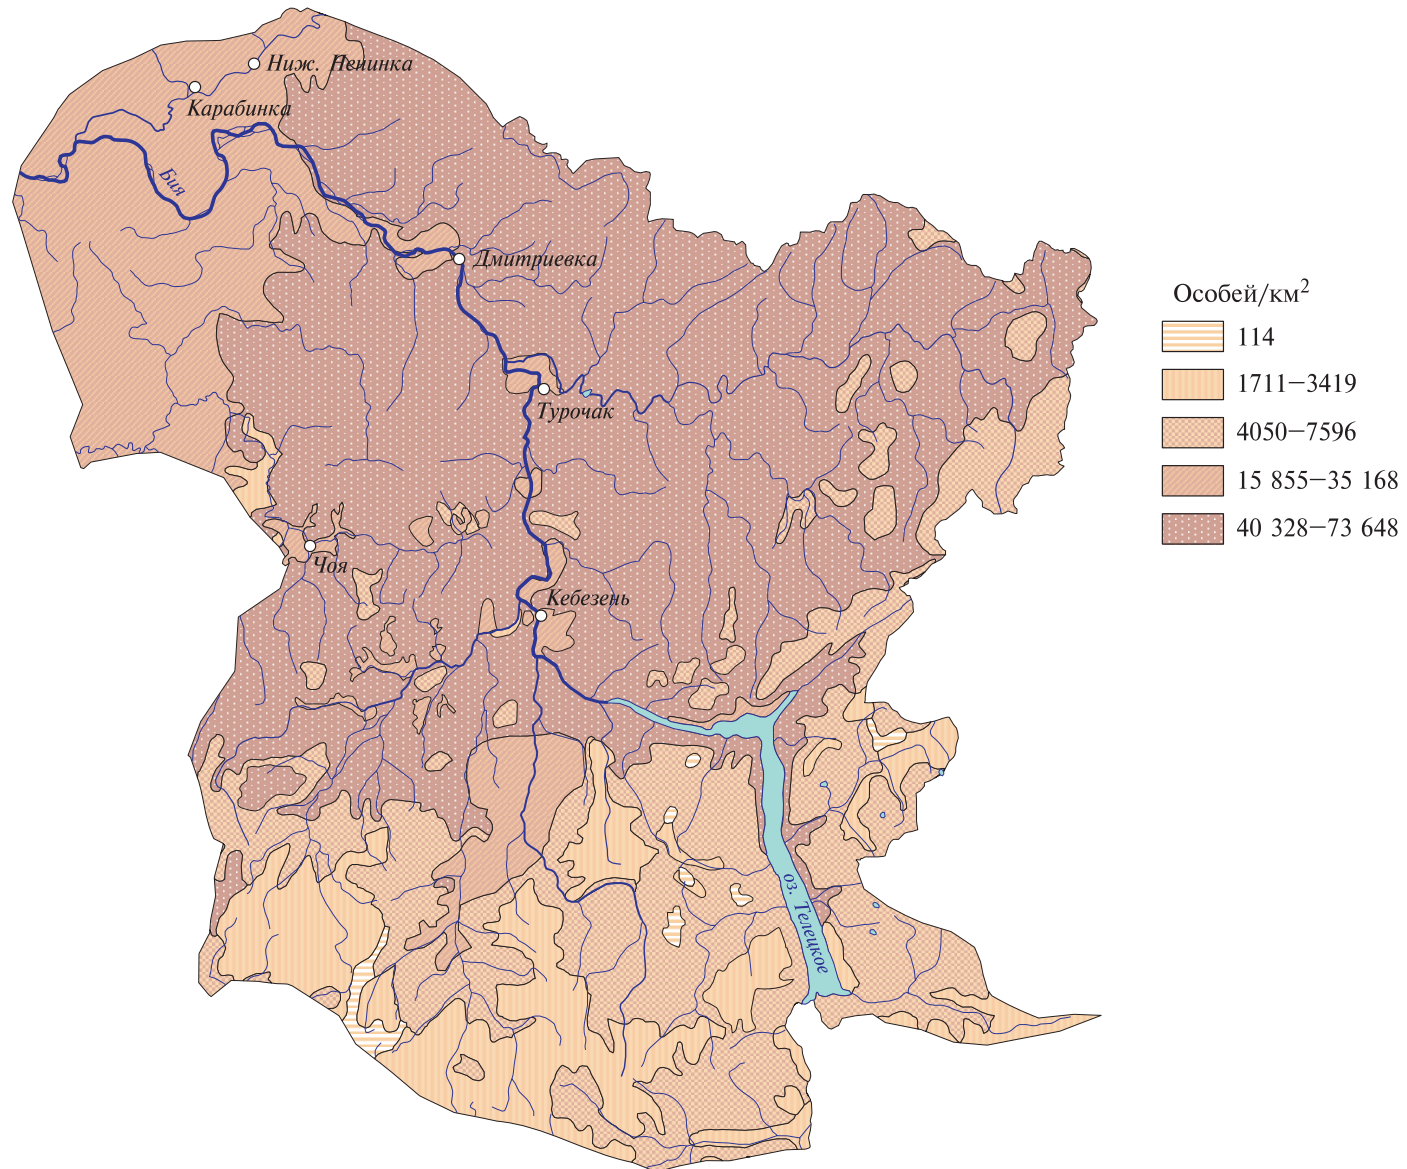 Ниж. Ненинка
Карабинка
Бия
Дмитриевка
Особей/км²
114
1711–3419
Турочак
4050–7596
15 855–35 168
40 328–73 648
Чоя
Кебезень
оз. Телецкое